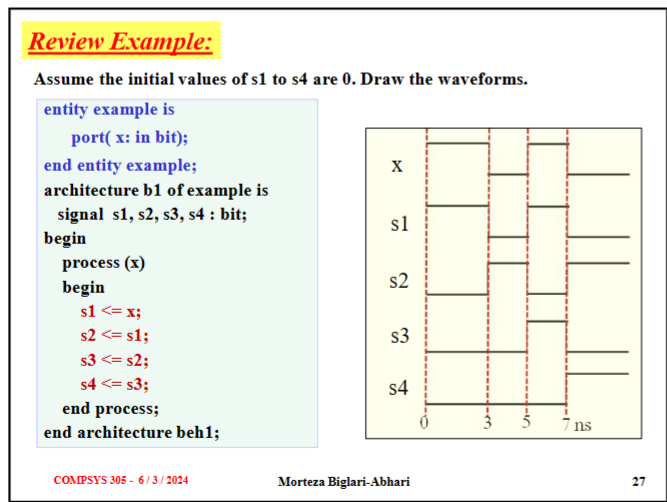 Review Example:
Assume the initial values of s1 to s4 are 0. Draw the waveforms.
entity example is
port( x: in bit);
end entity example;
architecture b1 of example is
signal s1, s2, s3, s4 : bit;
begin
process (x)
begin
s1 <= x;
s2 <= s1;
s3 <= s2;
s4 <= s3;
end process;
end architecture beh1;
x
s1
s2
s3
s4
0 3 5 7 ns
COMPSYS 305 - 6 / 3 / 2024 Morteza Biglari-Abhari 27